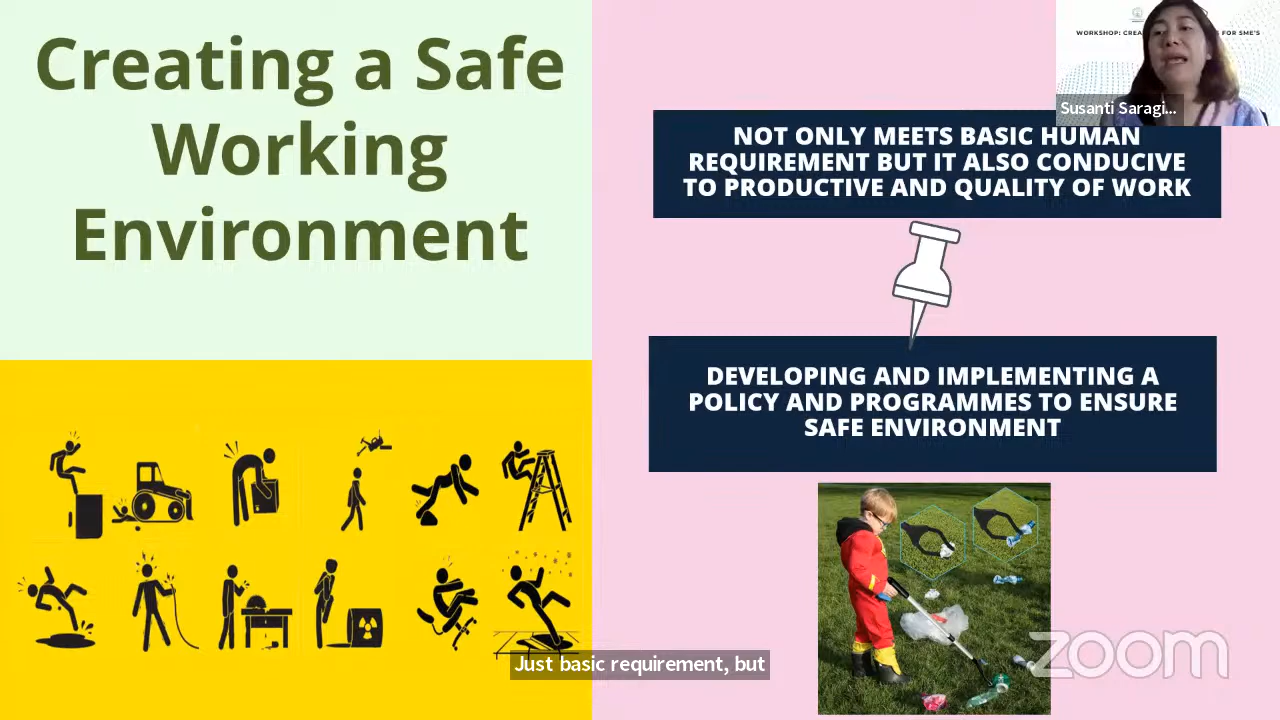 Creating a Safe
Working
Environment
WORKSHOP: CREA
FOR SME'S
Susanti Saragi...
NOT ONLY MEETS BASIC HUMAN
REQUIREMENT BUT IT ALSO CONDUCIVE
TO PRODUCTIVE AND QUALITY OF WORK
DEVELOPING AND IMPLEMENTING A
POLICY AND PROGRAMMES TO ENSURE
SAFE ENVIRONMENT
Just basic requirement, but
zoom